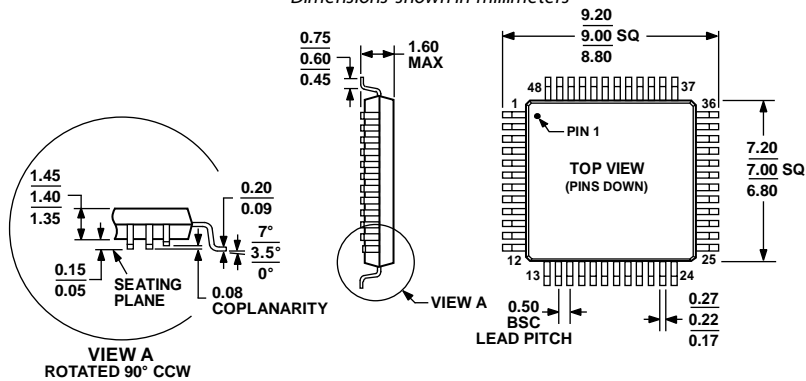 Dimensions shown in millimeters
0.75
0.60
0.45
1.60
MAX
9.20
9.00 SQ
8.80
48
37
1
36
PIN 1
TOP VIEW
(PINS DOWN)
7.20
7.00 SQ
6.80
12
25
13
24
1.45
1.40
1.35
0.20
0.09
7°
3.5°
0°
0.15
0.05
SEATING
PLANE
0.08
COPLANARITY
VIEW A
0.50
BSC
LEAD PITCH
0.27
0.22
0.17
VIEW A
ROTATED 90° CCW